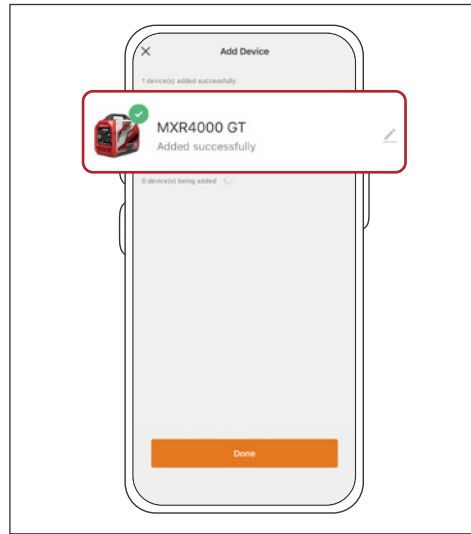 Add Device
1 device(s) added successfully
MXR4000 GT
Added successfully
0 device(s) being added
Done